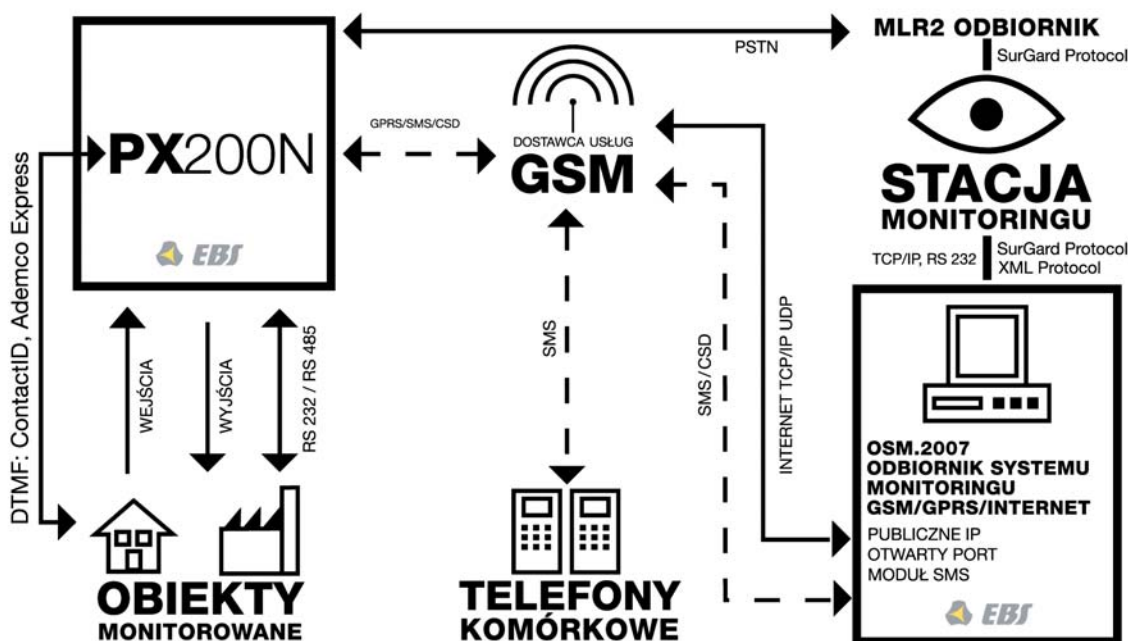 PSTN
MLR2 ODBIORNIK
SurGard Protocol
PX200N
EBS
GPRS/SMS/CSD
DOSTAWCA USŁUG
GSM
STACJA
MONITORINGU
TCP/IP, RS 232
SurGard Protocol
XML Protocol
DTMF: ContactID, Ademco Express
WEJŚCIA
WYJŚCIA
RS 232 / RS 485
SMS
SMS/CSD
INTERNET TCP/IP UDP
OSM.2007
ODBIORNIK SYSTEMU
MONITORINGU
GSM/GPRS/INTERNET
PUBLICZNE IP
OTWARTY PORT
MODUŁ SMS
EBS
OBIEKTY
MONITOROWANE
TELEFONY
KOMÓRKOWE